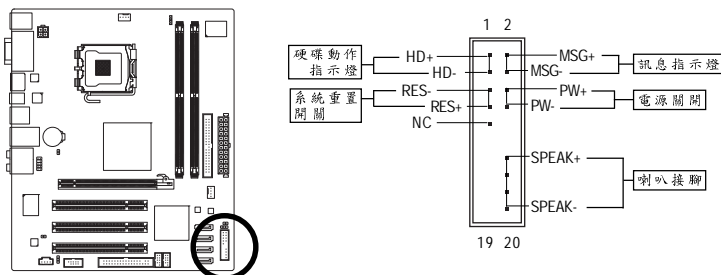 1 2
硬碟動作
指示燈
HD+
HD-
MSG+
MSG-
訊息指示燈
系統重置
開關
RES-
RES+
NC
PW+
PW-
電源關開
SPEAK+
SPEAK-
喇叭接腳
19 20